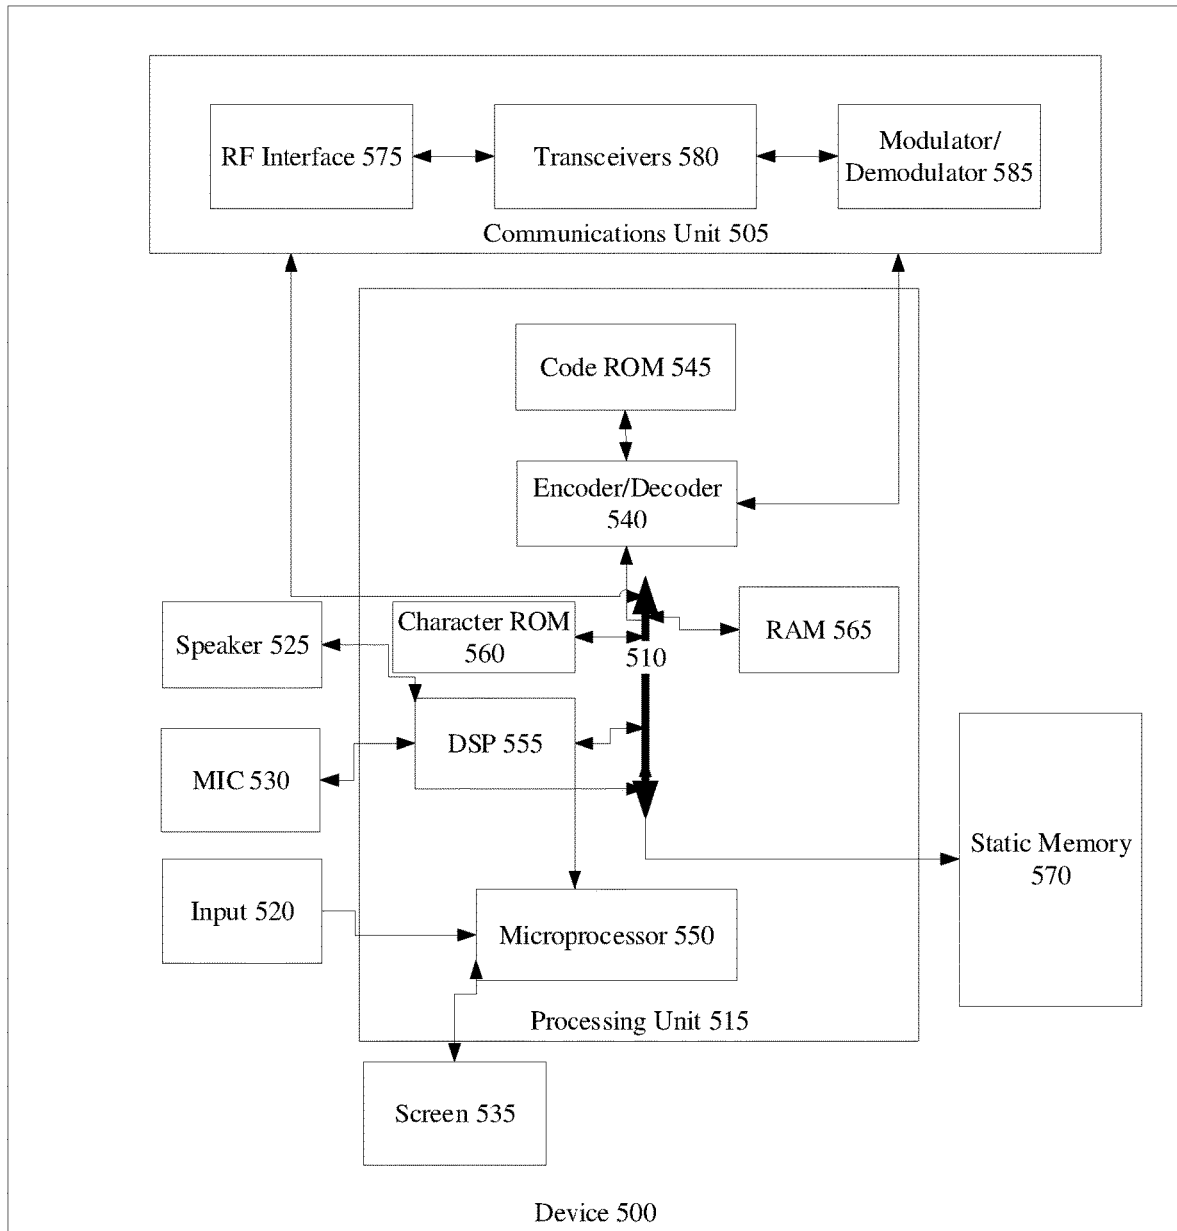 RF Interface 575
Transceivers 580
Modulator/
Demodulator 585
Communications Unit 505
Code ROM 545
Encoder/Decoder
540
Character ROM
560
510
RAM 565
Speaker 525
DSP 555
MIC 530
Static Memory
570
Input 520
Microprocessor 550
Processing Unit 515
Screen 535
Device 500